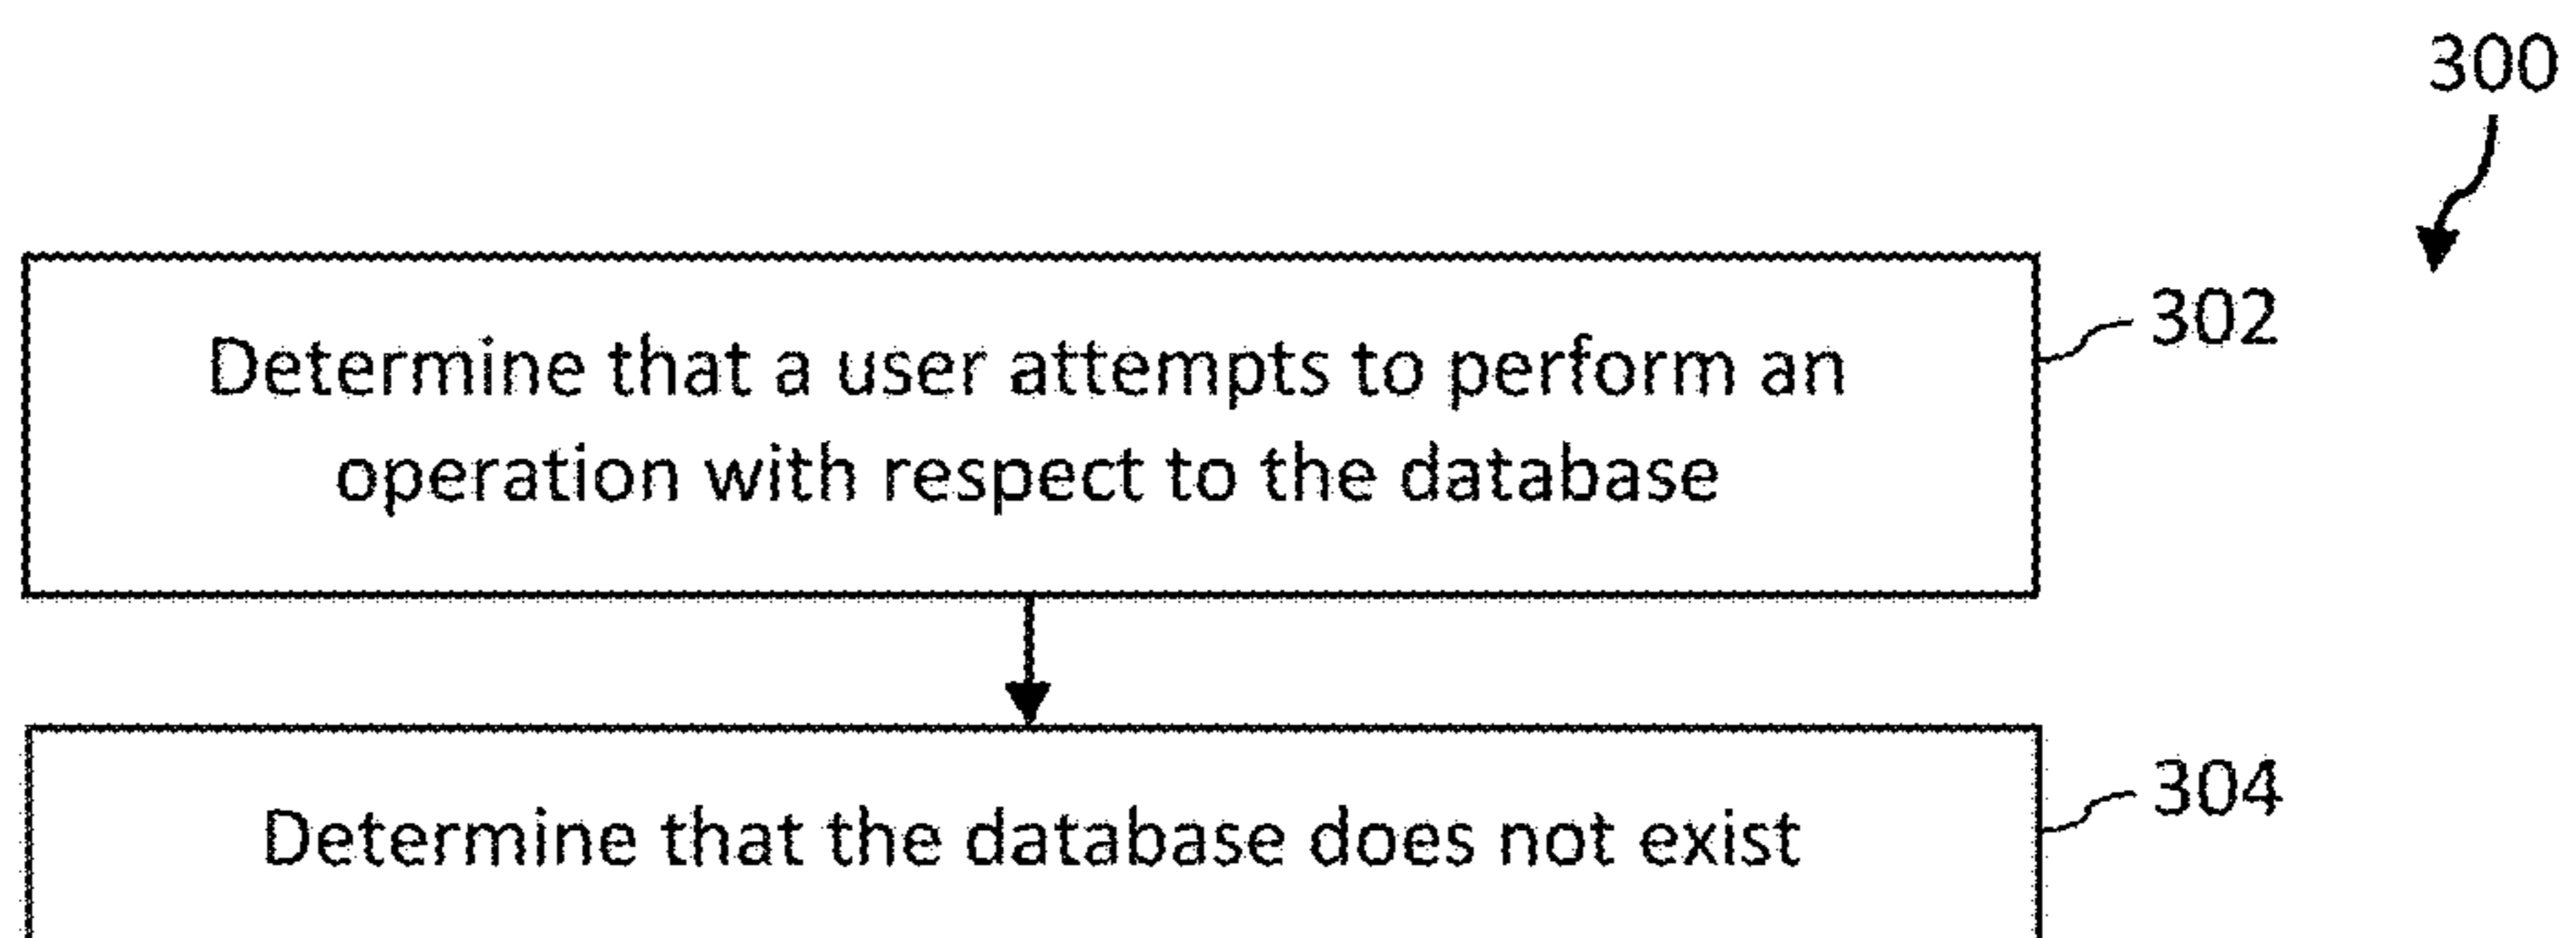 300
302
Determine that a user attempts to perform an
operation with respect to the database
304
Determine that the database does not exist